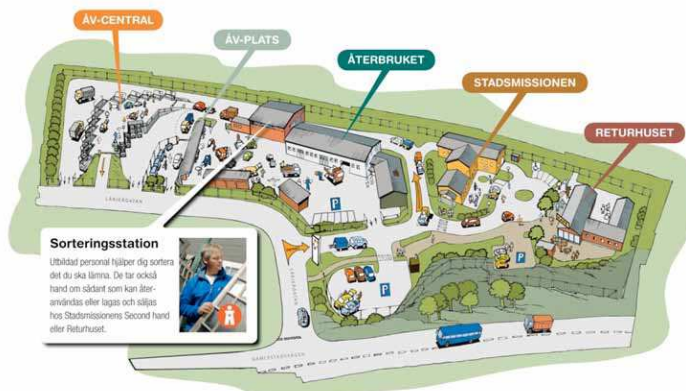 ÅV-CENTRAL
ÅV-PLATS
ÅTERBRUKET
STADSMISSIONEN
RETURHUSET
P
P
P
Sorteringsstation
Utbildad personal hjälper dig sortera
det du ska lämna. De tar också
hand om sådant som kan åter-
användas eller lagas och säljas
hos Stadsmissionens Second hand
eller Returhuset.